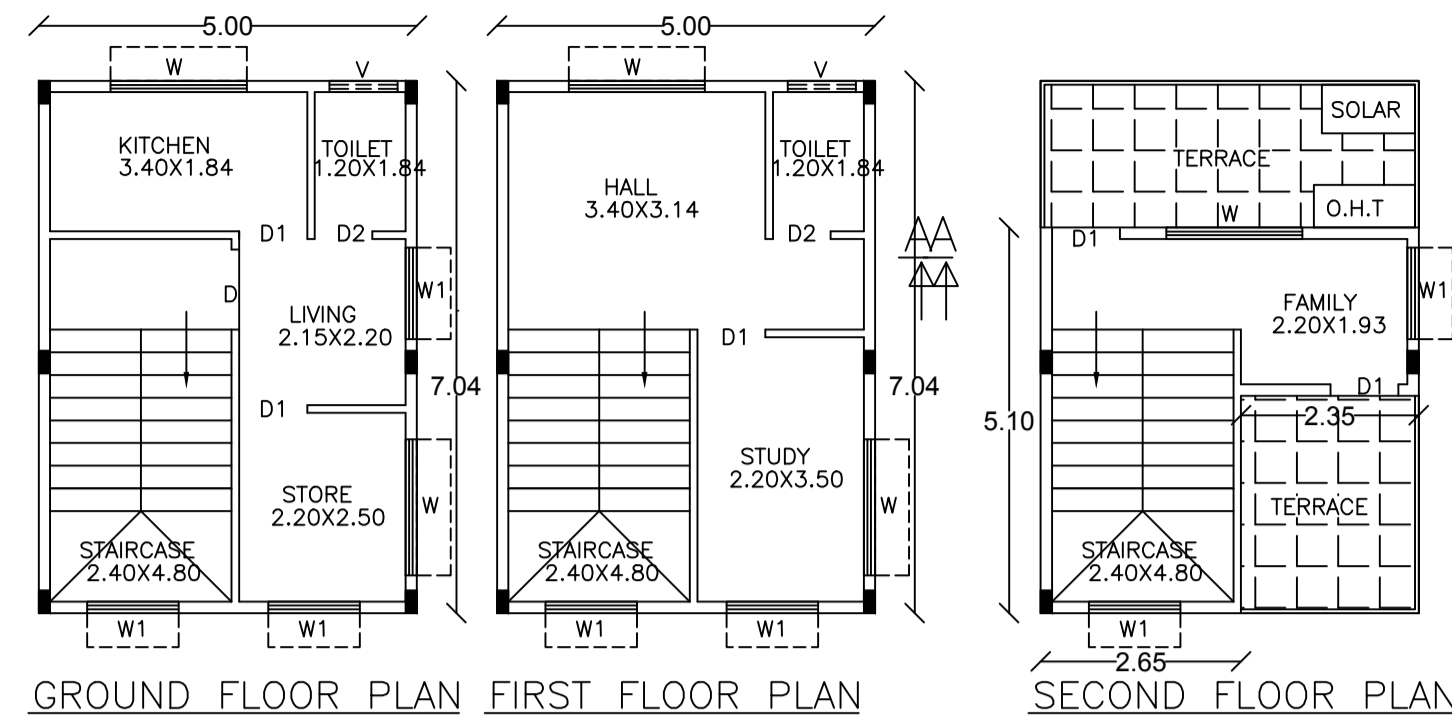 5.00
W
V
KITCHEN
3.40X1.84
TOILET
1.20X1.84
D1
D2
D
W1
LIVING
2.15X2.20
7.04
D1
STORE
2.20X2.50
W
STAIRCASE
2.40X4.80
W1
W1
GROUND FLOOR PLAN
5.00
W
V
HALL
3.40X3.14
TOILET
1.20X1.84
D2
AA
D1
7.04
STUDY
2.20X3.50
W
STAIRCASE
2.40X4.80
W1
W1
FIRST FLOOR PLAN
SOLAR
TERRACE
O.H.T
W
D1
W1
FAMILY
2.20X1.93
D1
5.10
2.35
TERRACE
STAIRCASE
2.40X4.80
W1
2.65
SECOND FLOOR PLAN